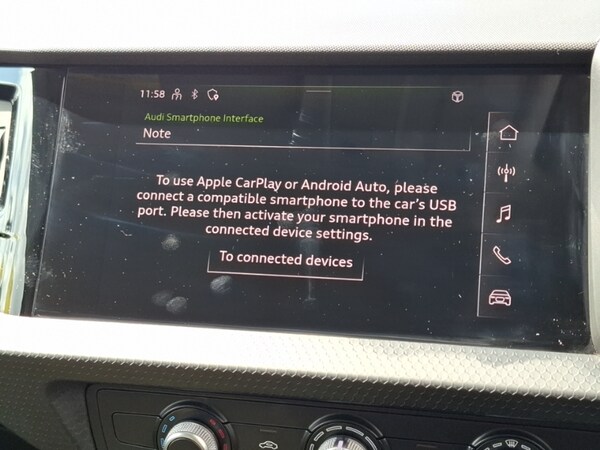 11:58
Audi Smartphone Interface
Note
To use Apple CarPlay or Android Auto, please
connect a compatible smartphone to the car's USB
port. Please then activate your smartphone in the
connected device settings.
To connected devices